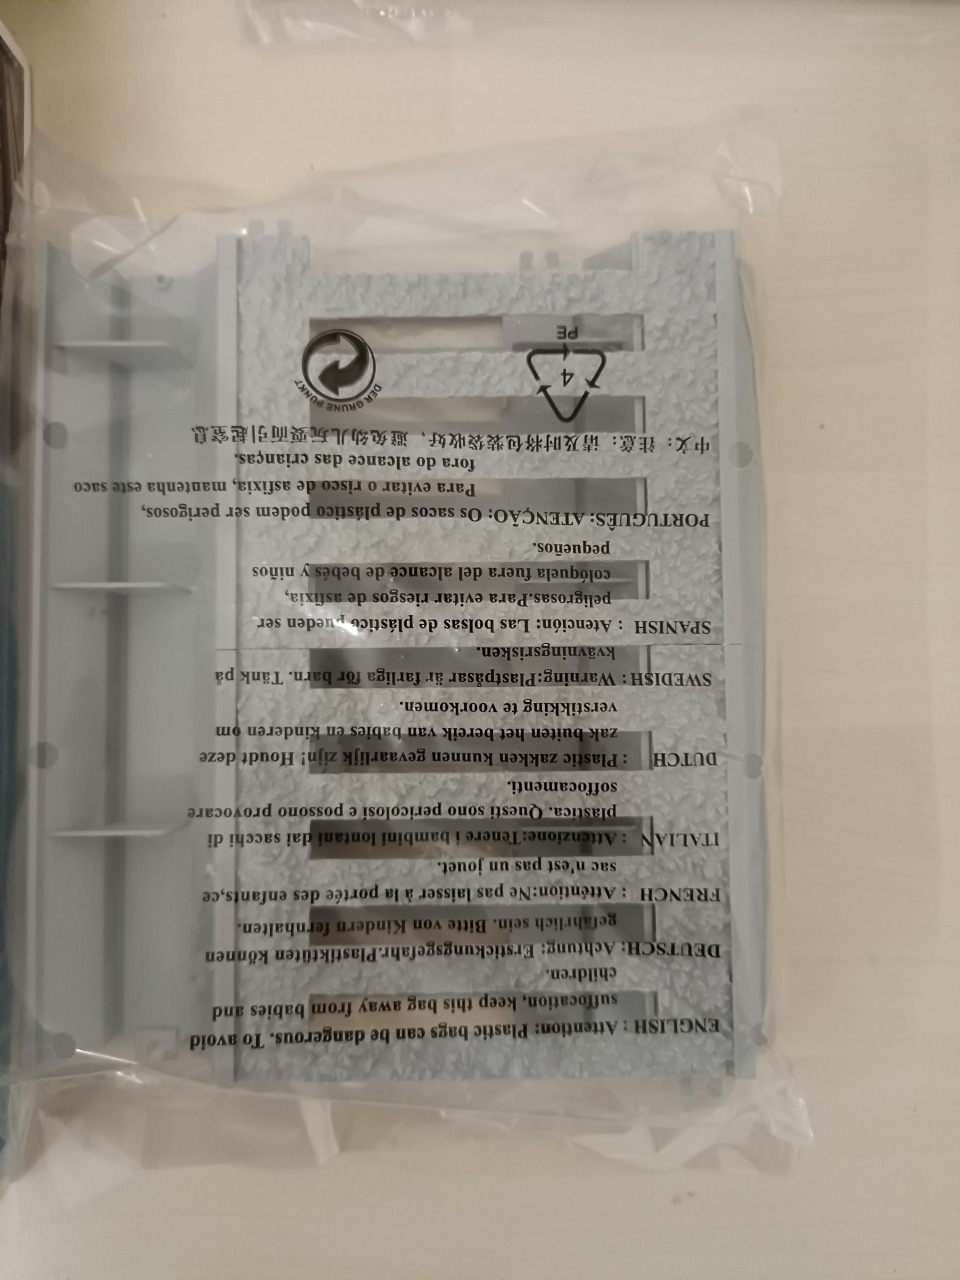 ENGLISH : Attention: Plastic bags can be dangerous. To avoid
suffocation, keep this bag away from babies and
children.
DEUTSCH: Achtung: Erstickungsgefahr.Plastiktüten können
gefährlich sein. Bitte von Kindern fernhalten.
FRENCH : Atténtion:Ne pas laisser à la portée des enfants,ce
sac n'est pas un jouet.
ITALIAN : Attenzione:Tenere i bambini lontani dai sacchi di
plastica. Questi sono pericolosi e possono provocare
soffocamenti.
DUTCH : Plastic zakken kunnen gevaarlijk zijn! Houdt deze
zak buiten het bereik van babies en kinderen om
verstikking te voorkomen.
SWEDISH : Warning:Plastpåsar är farliga för barn. Tänk på
kvävningsrisken.
SPANISH : Atención: Las bolsas de plástico pueden ser
peligrosas.Para evitar riesgos de asfixia,
colóquela fuera del alcance de bebés y niños
pequeños.
PORTUGUÊS: ATENÇÃO: Os sacos de plástico podem ser perigosos,
Para evitar o risco de asfixia, mantenha este saco
fora do alcance das crianças.
中文: 注意: 请及时将包装袋收好, 避免幼儿玩耍而引起窒息
DER GRÜNE PUNKT
4
PE